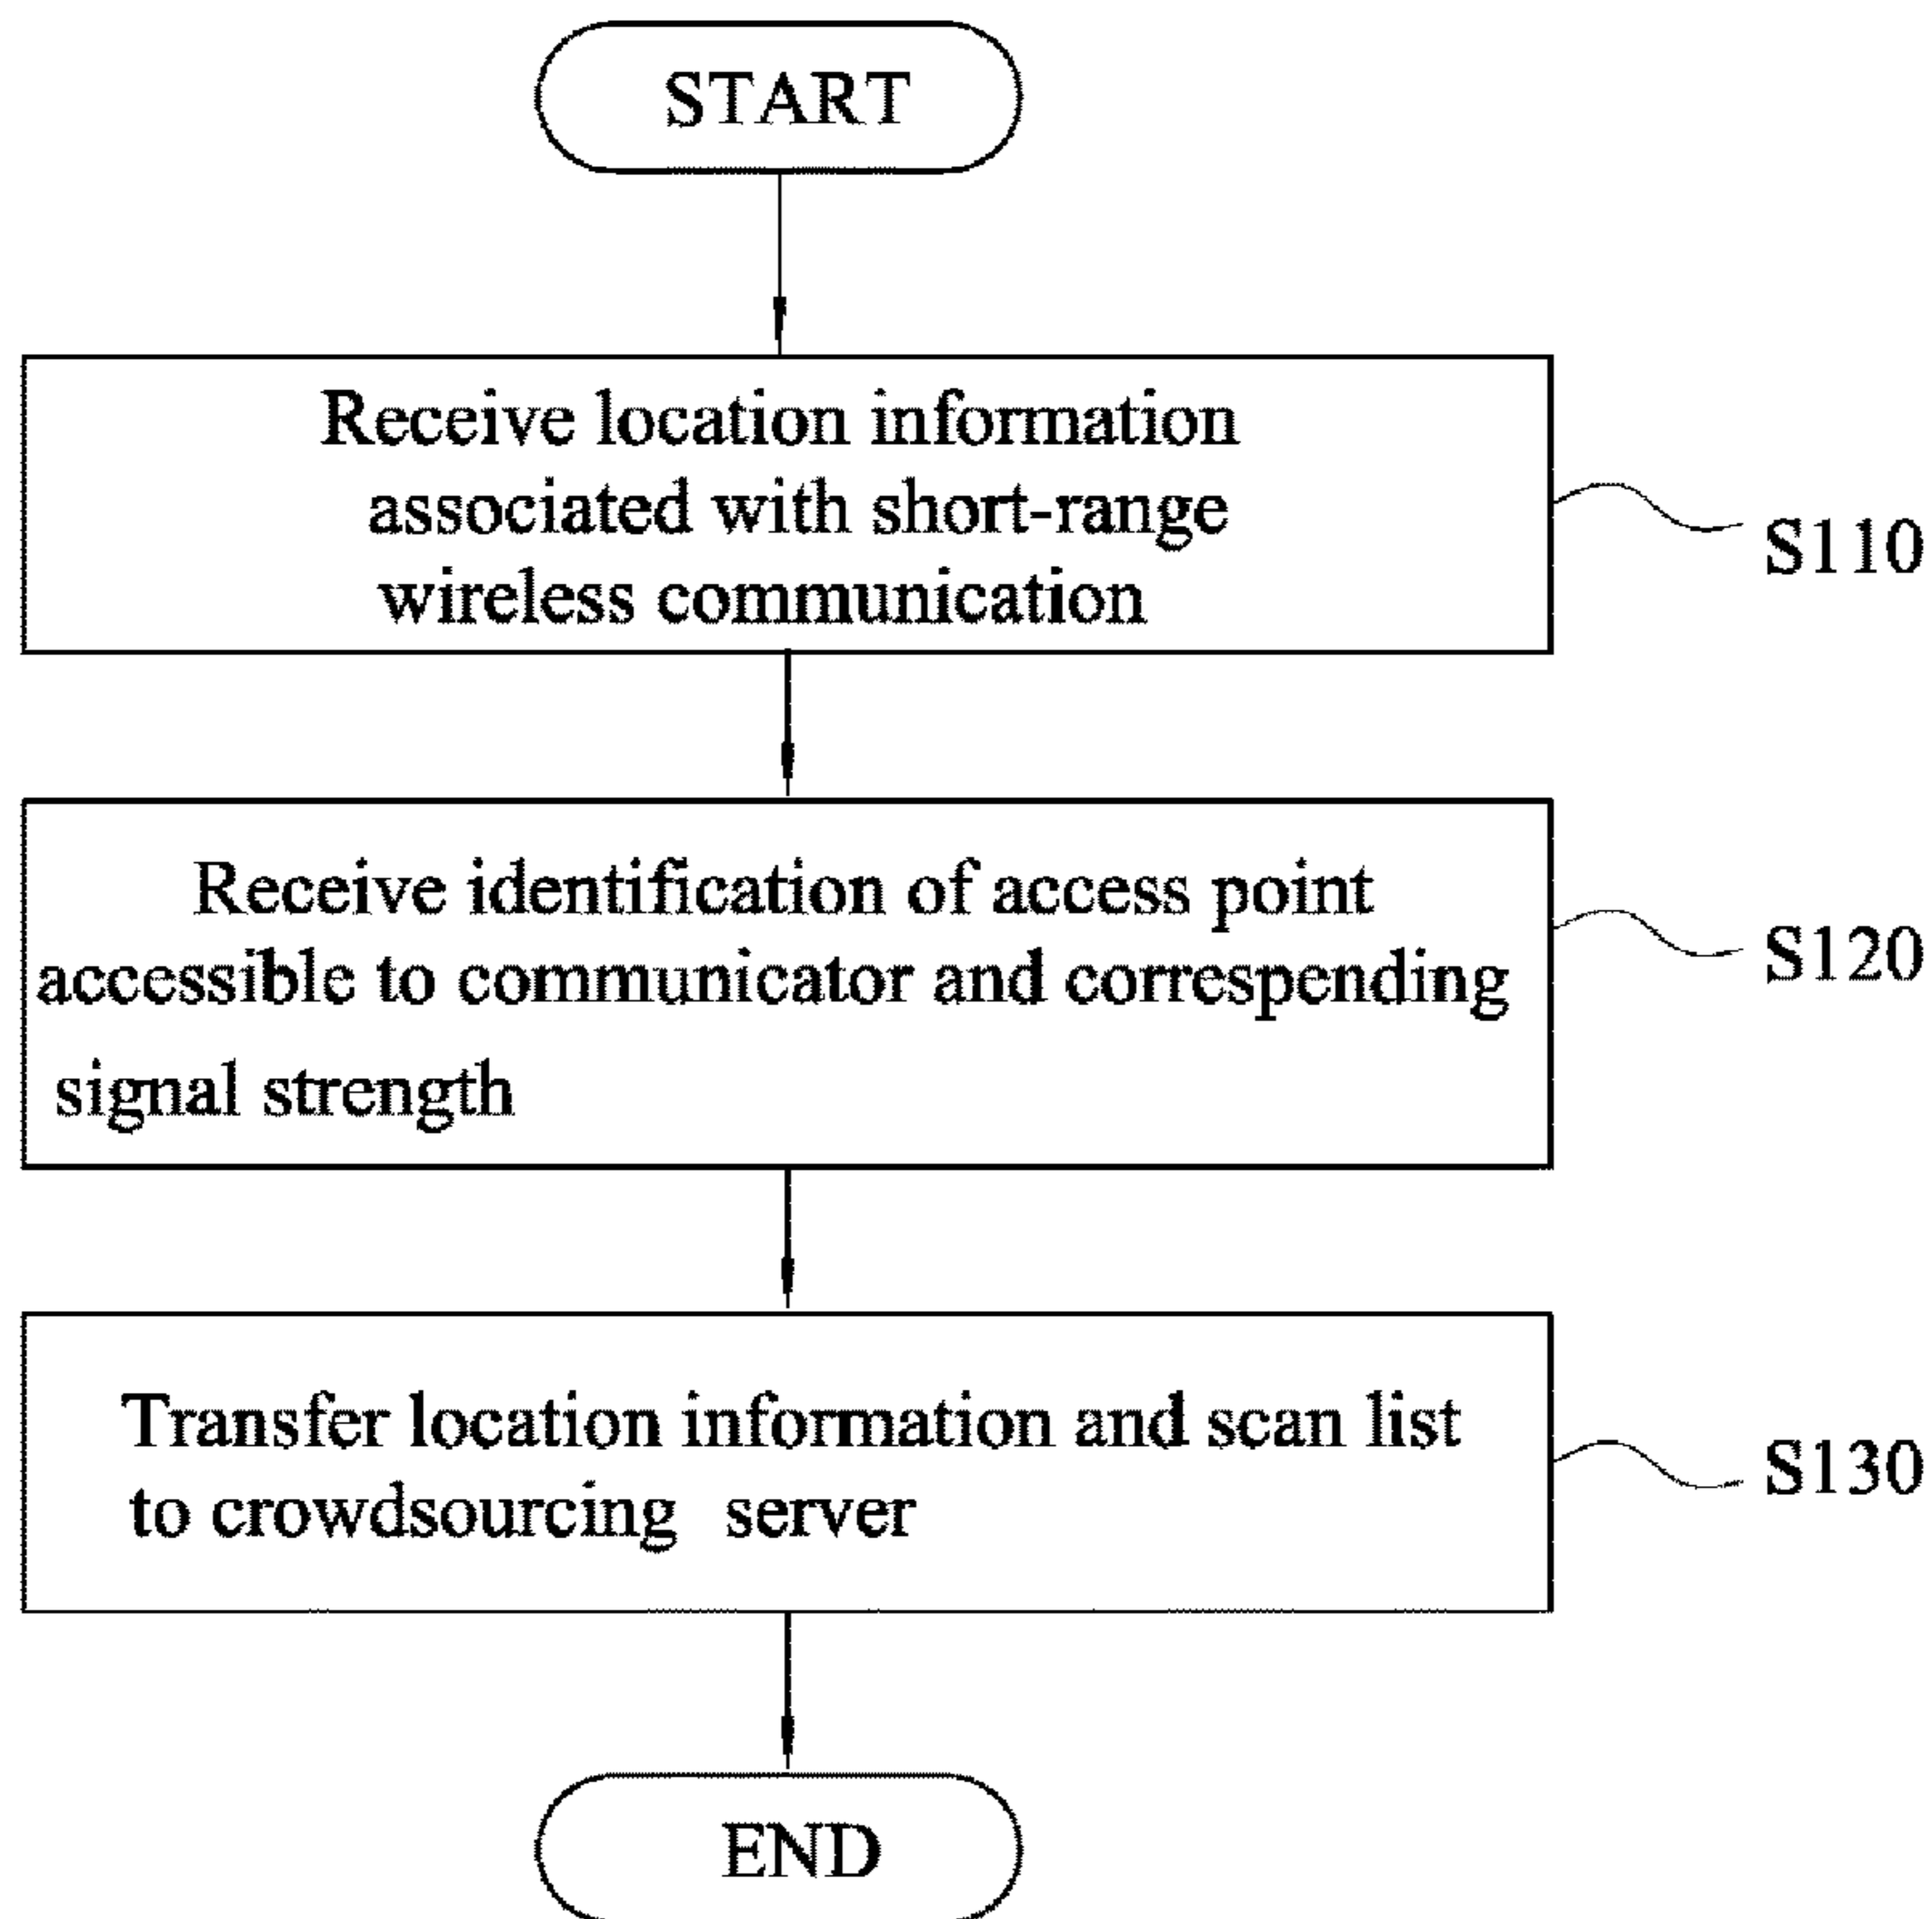 START
Receive location information
associated with short-range
wireless communication
S110
Receive identification of access point
accessible to communicator and correspending
signal strength
S120
Transfer location information and scan list
to crowdsourcing server
S130
END